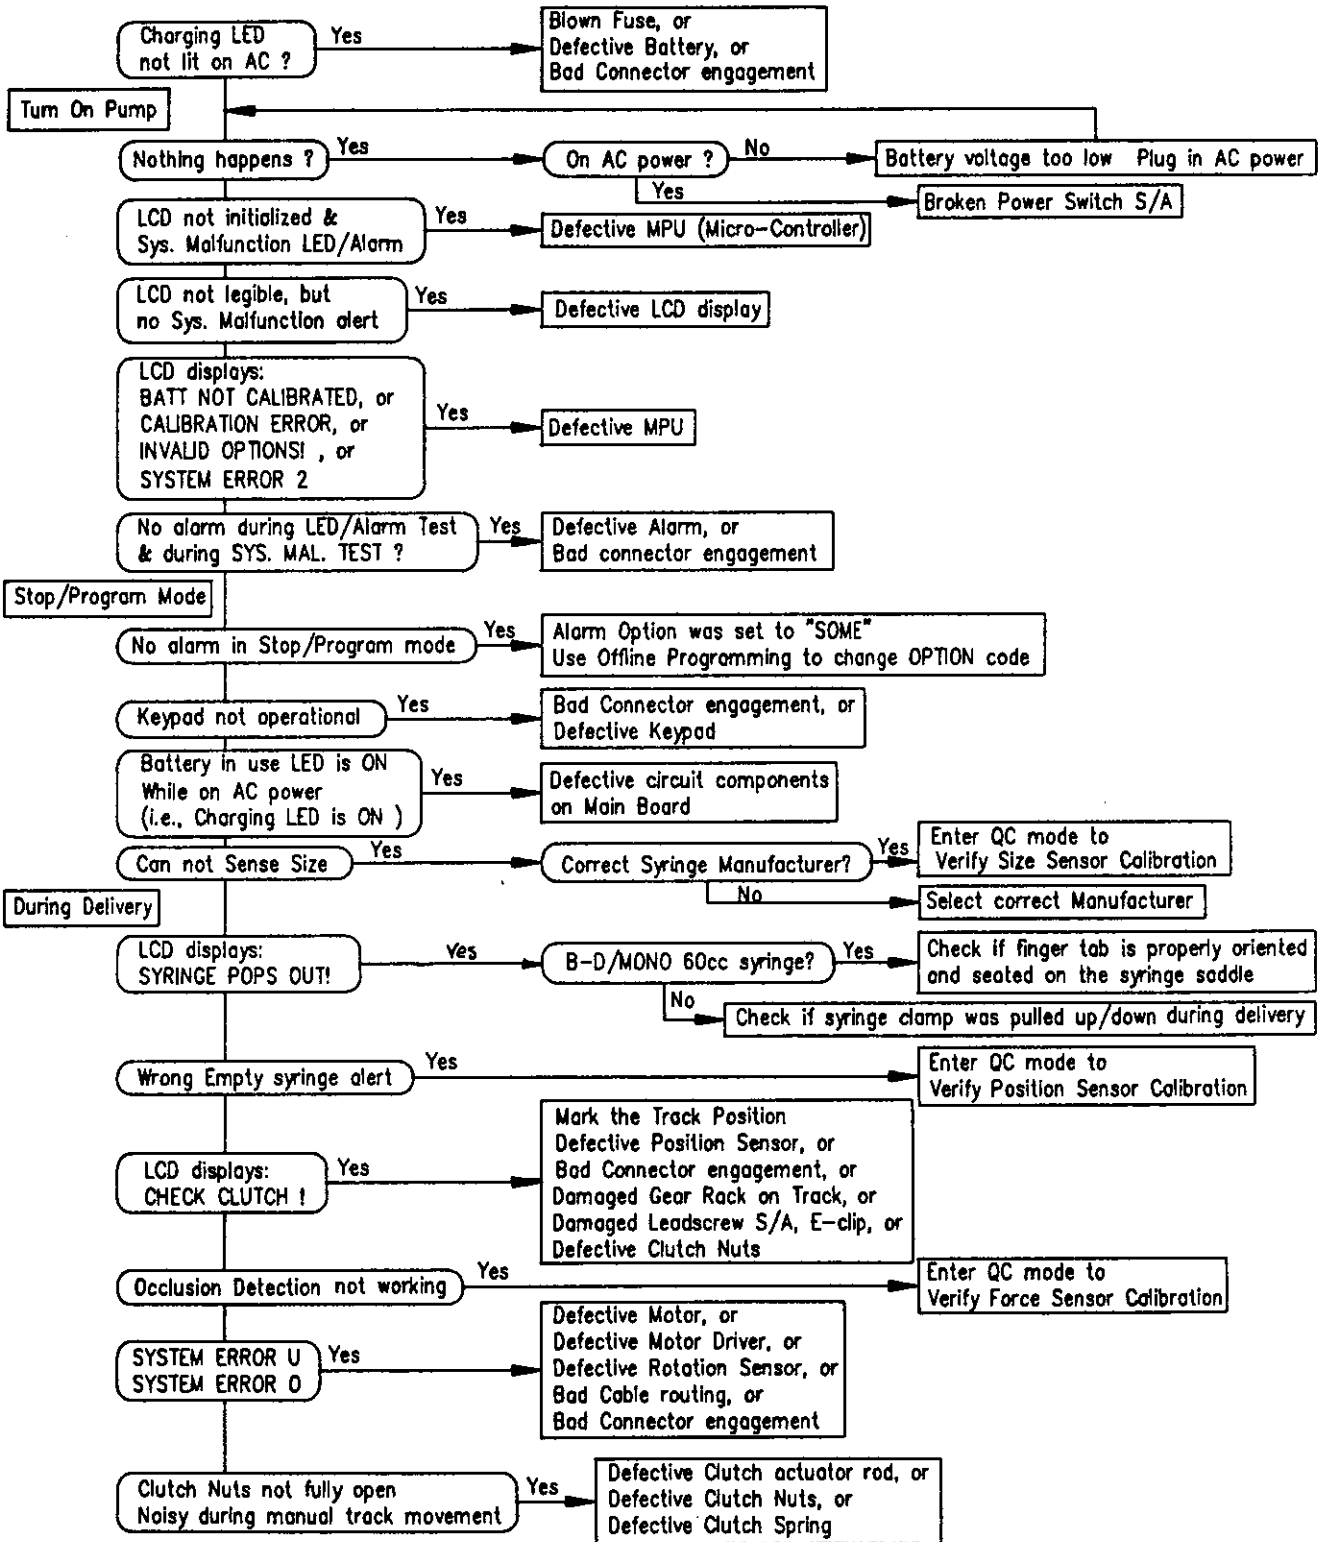 Charging LED
not lit on AC ?
Yes
Blown Fuse, or
Defective Battery, or
Bad Connector engagement
Turn On Pump
Nothing happens ?
Yes
On AC power ?
No
Battery voltage too low Plug in AC power
Yes
Broken Power Switch S/A
LCD not initialized &
Sys. Malfunction LED/Alarm
Yes
Defective MPU (Micro-Controller)
LCD not legible, but
no Sys. Malfunction alert
Yes
Defective LCD display
LCD displays:
BATT NOT CALIBRATED, or
CALIBRATION ERROR, or
INVALID OPTIONS! , or
SYSTEM ERROR 2
Yes
Defective MPU
No alarm during LED/Alarm Test
& during SYS. MAL. TEST ?
Yes
Defective Alarm, or
Bad connector engagement
Stop/Program Mode
No alarm in Stop/Program mode
Yes
Alarm Option was set to "SOME"
Use Offline Programming to change OPTION code
Keypad not operational
Yes
Bad Connector engagement, or
Defective Keypad
Battery in use LED is ON
While on AC power
(i.e., Charging LED is ON )
Yes
Defective circuit components
on Main Board
Can not Sense Size
Yes
Correct Syringe Manufacturer?
Yes
Enter QC mode to
Verify Size Sensor Calibration
No
Select correct Manufacturer
During Delivery
LCD displays:
SYRINGE POPS OUT!
Yes
B-D/MONO 60cc syringe?
Yes
Check if finger tab is properly oriented
and seated on the syringe saddle
No
Check if syringe clamp was pulled up/down during delivery
Wrong Empty syringe alert
Yes
Enter QC mode to
Verify Position Sensor Calibration
LCD displays:
CHECK CLUTCH !
Yes
Mark the Track Position
Defective Position Sensor, or
Bad Connector engagement, or
Damaged Gear Rack on Track, or
Damaged Leadscrew S/A, E-clip, or
Defective Clutch Nuts
Occlusion Detection not working
Yes
Enter QC mode to
Verify Force Sensor Calibration
SYSTEM ERROR U
SYSTEM ERROR O
Yes
Defective Motor, or
Defective Motor Driver, or
Defective Rotation Sensor, or
Bad Cable routing, or
Bad Connector engagement
Clutch Nuts not fully open
Noisy during manual track movement
Yes
Defective Clutch actuator rod, or
Defective Clutch Nuts, or
Defective Clutch Spring